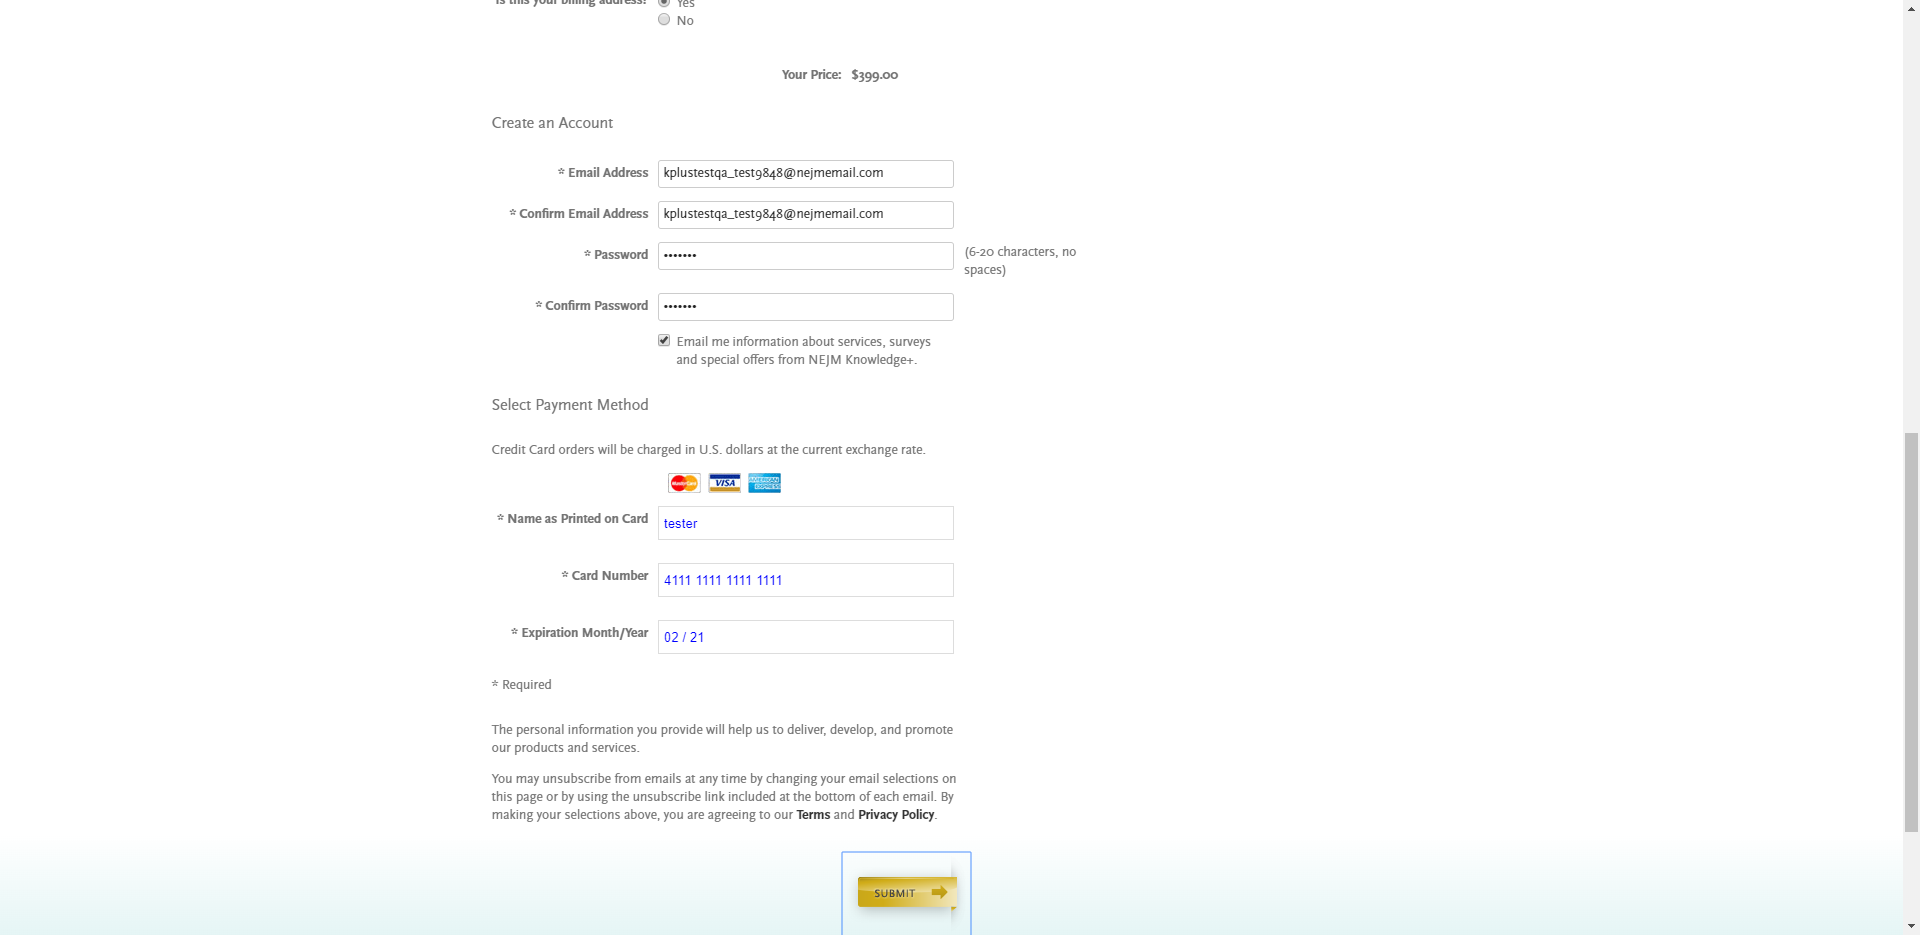 Is this your billing address?
Yes
No
Your Price: $399.00
Create an Account
* Email Address kplustestqa_test9848@nejmemail.com
* Confirm Email Address kplustestqa_test9848@nejmemail.com
* Password ••••••• (6-20 characters, no
spaces)
* Confirm Password •••••••
Email me information about services, surveys
and special offers from NEJM Knowledge+.
Select Payment Method
Credit Card orders will be charged in U.S. dollars at the current exchange rate.
MasterCard VISA AMERICAN EXPRESS
* Name as Printed on Card tester
* Card Number 4111 1111 1111 1111
* Expiration Month/Year 02 / 21
* Required
The personal information you provide will help us to deliver, develop, and promote
our products and services.
You may unsubscribe from emails at any time by changing your email selections on
this page or by using the unsubscribe link included at the bottom of each email. By
making your selections above, you are agreeing to our Terms and Privacy Policy.
SUBMIT